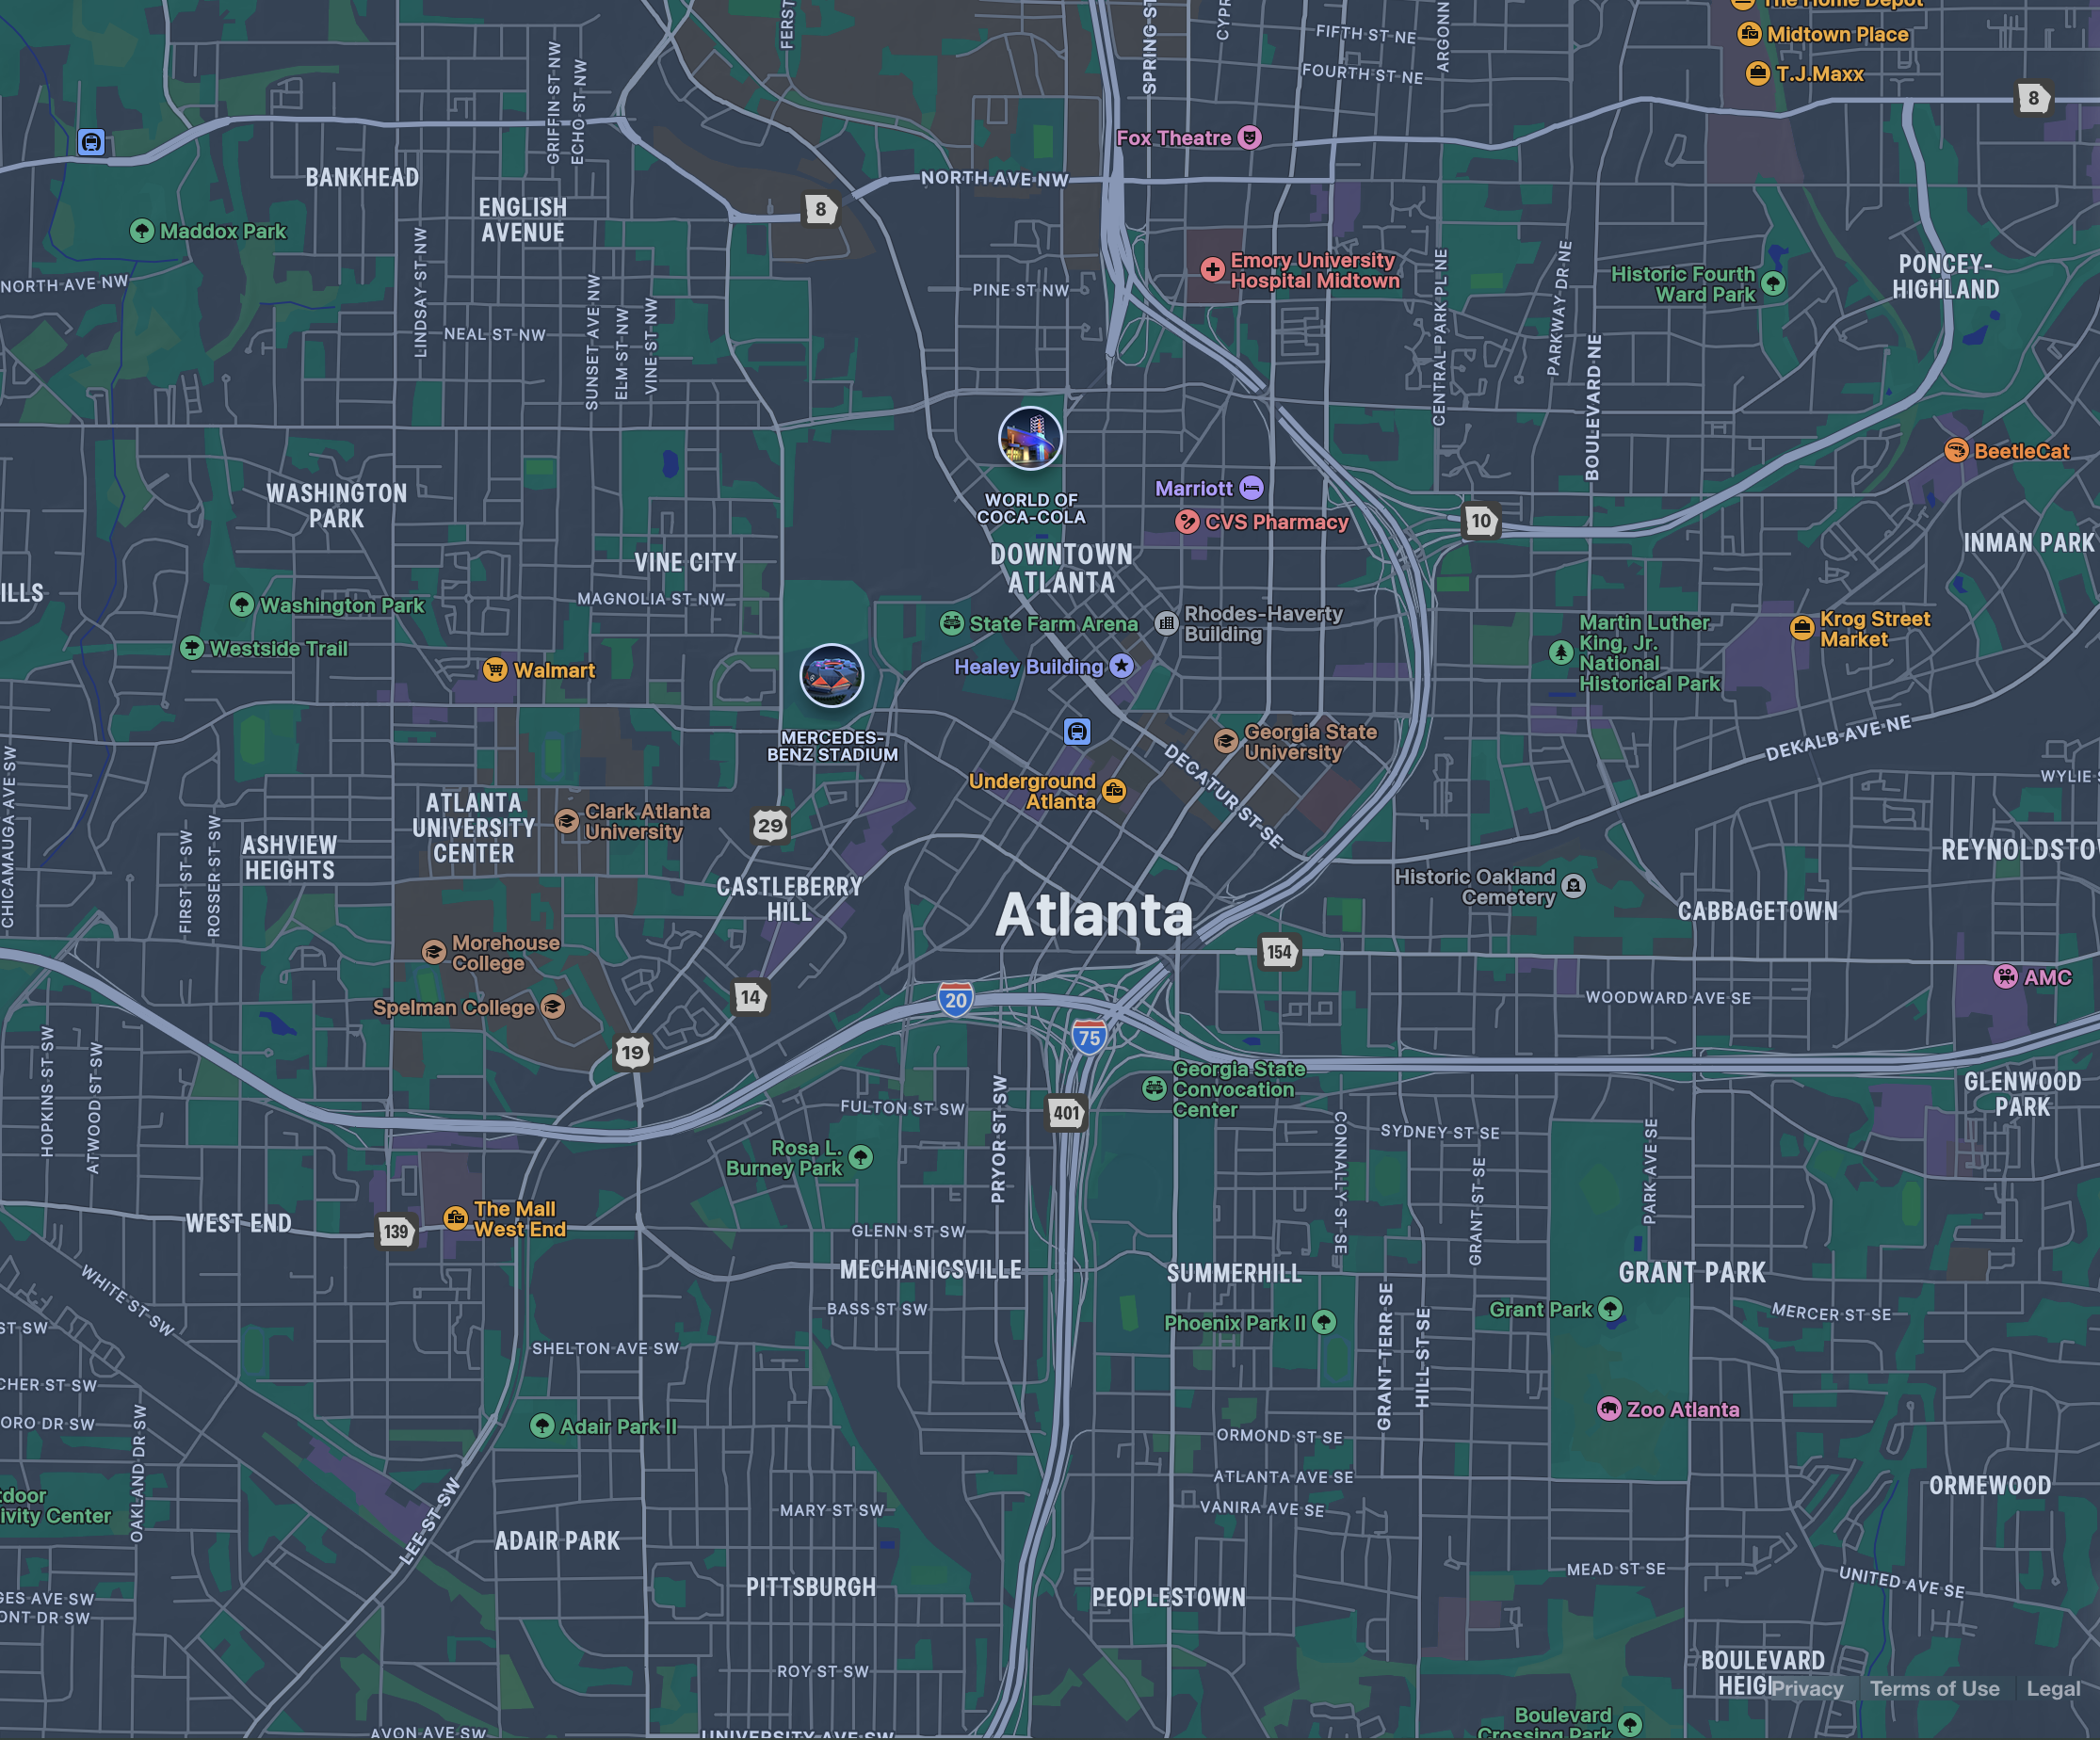 The Home Depot
Midtown Place
T.J.Maxx
8
FIFTH ST NE
FOURTH ST NE
SPRING ST
CYPR
ARGONN
FERST
GRIFFIN ST NW
ECHO ST NW
Fox Theatre
BANKHEAD
ENGLISH
AVENUE
8
NORTH AVE NW
Maddox Park
NORTH AVE NW
LINDSAY ST NW
NEAL ST NW
SUNSET AVE NW
ELM ST NW
VINE ST NW
PINE ST NW
Emory University
Hospital Midtown
CENTRAL PARK PL NE
PARKWAY DR NE
BOULEVARD NE
Historic Fourth
Ward Park
PONCEY-
HIGHLAND
BeetleCat
WORLD OF
COCA-COLA
Marriott
CVS Pharmacy
10
WASHINGTON
PARK
VINE CITY
MAGNOLIA ST NW
DOWNTOWN
ATLANTA
INMAN PARK
ILLS
Washington Park
Westside Trail
Walmart
State Farm Arena
Rhodes-Haverty
Building
Healey Building
Martin Luther
King, Jr.
National
Historical Park
Krog Street
Market
MERCEDES-
BENZ STADIUM
Georgia State
University
DECATUR ST SE
Underground
Atlanta
DEKALB AVE NE
WYLIE S
CHICAMAUGA AVE SW
FIRST ST SW
ROSSER ST SW
ASHVIEW
HEIGHTS
ATLANTA
UNIVERSITY
CENTER
Clark Atlanta
University
29
CASTLEBERRY
HILL
Atlanta
Historic Oakland
Cemetery
CABBAGETOWN
REYNOLDSTOW
Morehouse
College
Spelman College
14
19
20
75
154
401
AMC
WOODWARD AVE SE
Georgia State
Convocation
Center
GLENWOOD
PARK
HOPKINS ST SW
ATWOOD ST SW
FULTON ST SW
PRYOR ST SW
Rosa L.
Burney Park
CONNALLY ST SE
SYDNEY ST SE
GRANT ST SE
PARK AVE SE
WEST END
139
The Mall
West End
GLENN ST SW
MECHANICSVILLE
SUMMERHILL
GRANT PARK
WHITE ST SW
ST SW
BASS ST SW
Phoenix Park II
GRANT TERR SE
HILL ST SE
Grant Park
MERCER ST SE
SHELTON AVE SW
CHER ST SW
ORO DR SW
OAKLAND DR SW
Adair Park II
Zoo Atlanta
ORMOND ST SE
ATLANTA AVE SE
VANIRA AVE SE
ORMEWOOD
tdoor
ivity Center
LEE ST SW
MARY ST SW
ADAIR PARK
PITTSBURGH
PEOPLESTOWN
MEAD ST SE
UNITED AVE SE
GES AVE SW
ONT DR SW
ROY ST SW
BOULEVARD
HEIG
Privacy
Terms of Use
Legal
AVON AVE SW
UNIVERSITY AVE SW
Boulevard
Crossing Park